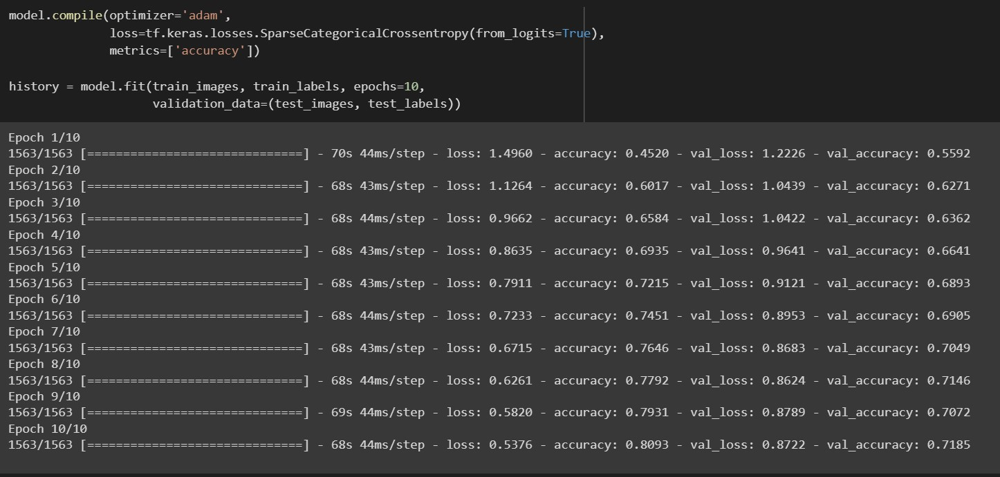 model.compile(optimizer='adam',
              loss=tf.keras.losses.SparseCategoricalCrossentropy(from_logits=True),
              metrics=['accuracy'])
history = model.fit(train_images, train_labels, epochs=10,
                    validation_data=(test_images, test_labels))
Epoch 1/10
1563/1563 [==============================] - 70s 44ms/step - loss: 1.4960 - accuracy: 0.4520 - val_loss: 1.2226 - val_accuracy: 0.5592
Epoch 2/10
1563/1563 [==============================] - 68s 43ms/step - loss: 1.1264 - accuracy: 0.6017 - val_loss: 1.0439 - val_accuracy: 0.6271
Epoch 3/10
1563/1563 [==============================] - 68s 44ms/step - loss: 0.9662 - accuracy: 0.6584 - val_loss: 1.0422 - val_accuracy: 0.6362
Epoch 4/10
1563/1563 [==============================] - 68s 43ms/step - loss: 0.8635 - accuracy: 0.6935 - val_loss: 0.9641 - val_accuracy: 0.6641
Epoch 5/10
1563/1563 [==============================] - 68s 43ms/step - loss: 0.7911 - accuracy: 0.7215 - val_loss: 0.9121 - val_accuracy: 0.6893
Epoch 6/10
1563/1563 [==============================] - 68s 44ms/step - loss: 0.7233 - accuracy: 0.7451 - val_loss: 0.8953 - val_accuracy: 0.6905
Epoch 7/10
1563/1563 [==============================] - 68s 43ms/step - loss: 0.6715 - accuracy: 0.7646 - val_loss: 0.8683 - val_accuracy: 0.7049
Epoch 8/10
1563/1563 [==============================] - 68s 44ms/step - loss: 0.6261 - accuracy: 0.7792 - val_loss: 0.8624 - val_accuracy: 0.7146
Epoch 9/10
1563/1563 [==============================] - 69s 44ms/step - loss: 0.5820 - accuracy: 0.7931 - val_loss: 0.8789 - val_accuracy: 0.7072
Epoch 10/10
1563/1563 [==============================] - 68s 44ms/step - loss: 0.5376 - accuracy: 0.8093 - val_loss: 0.8722 - val_accuracy: 0.7185